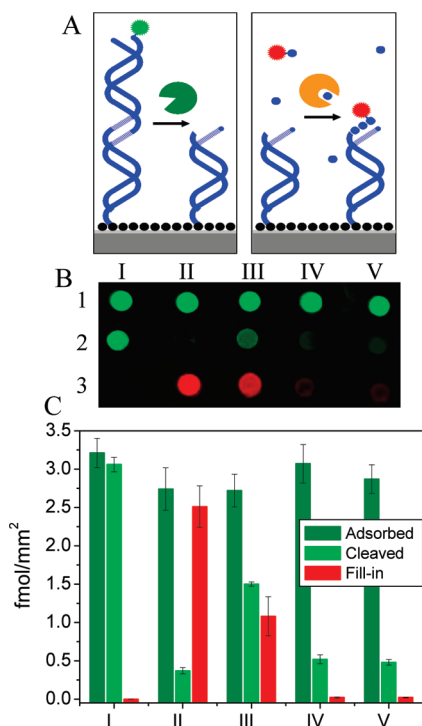 A
I II III IV V
B
1
2
3
C
3.5
3.0
2.5
2.0
1.5
1.0
0.5
0.0
fmol/mm²
Adsorbed
Cleaved
Fill-in
I II III IV V